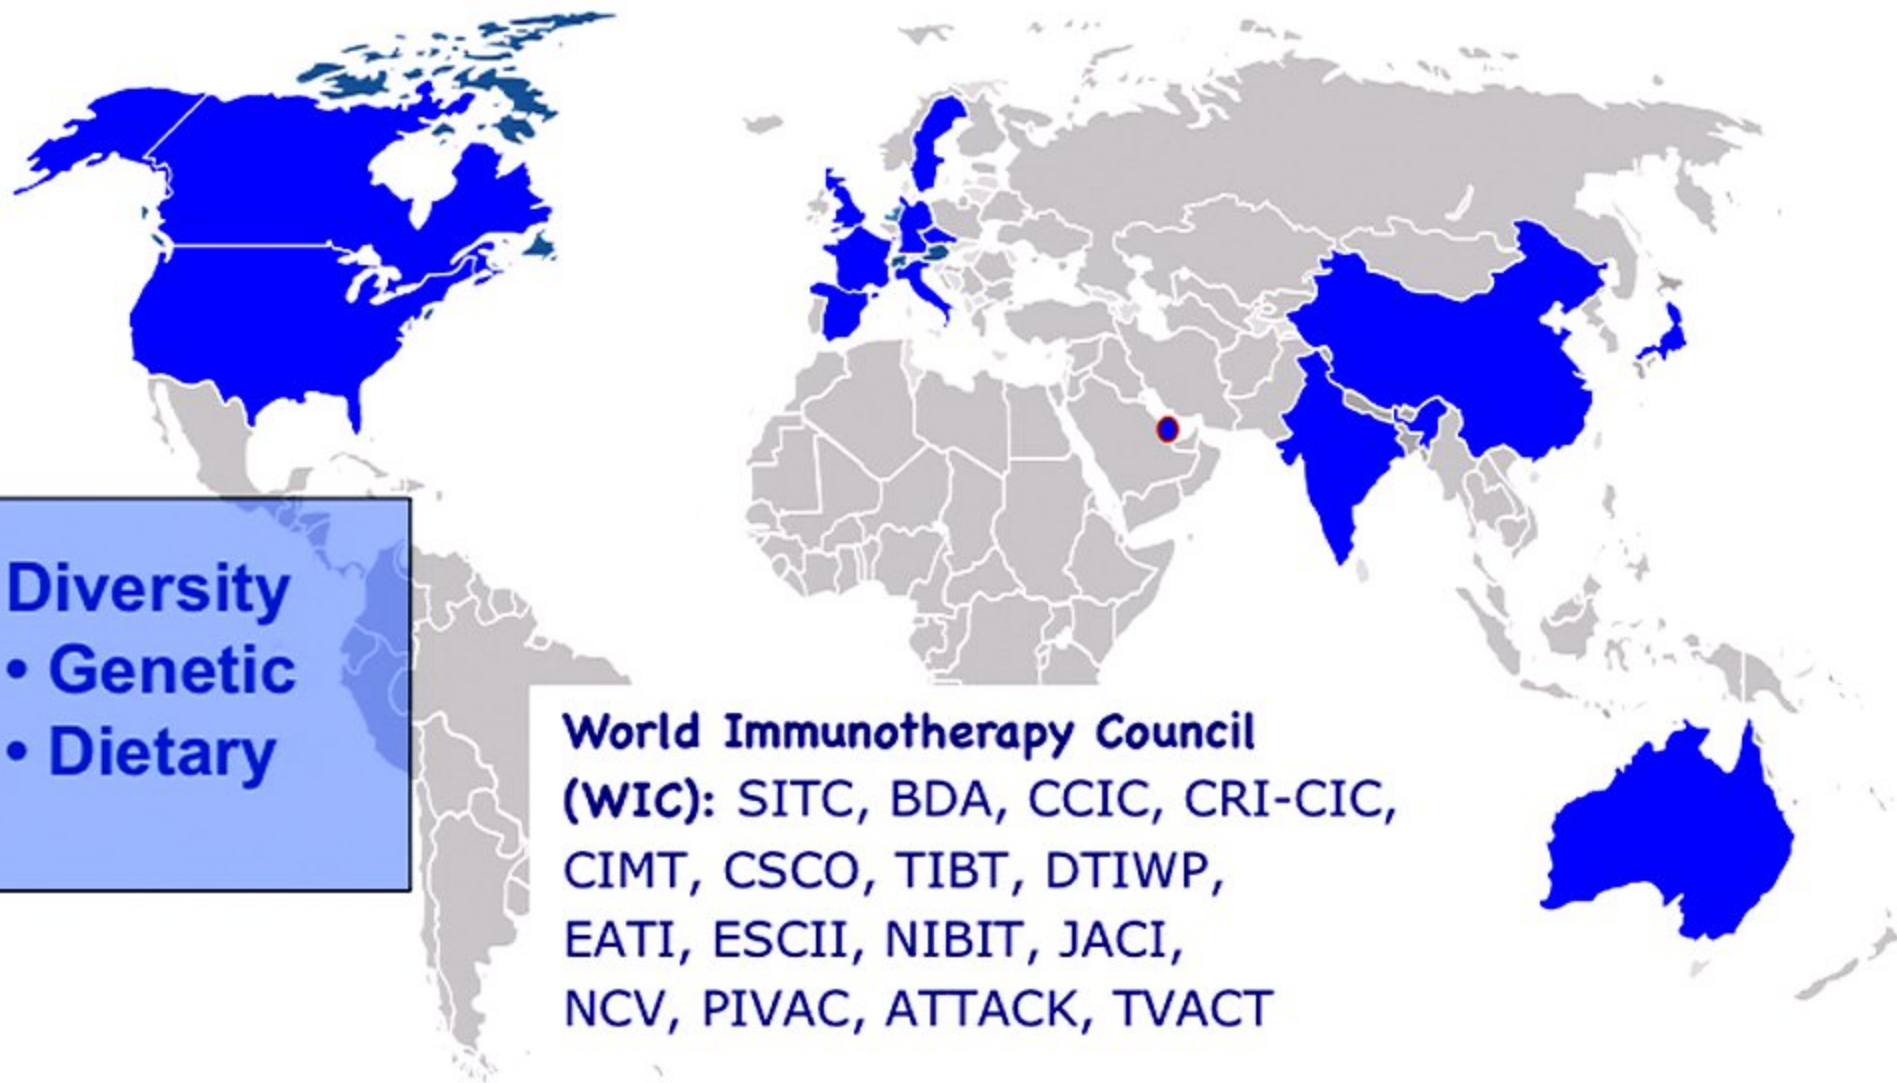 Diversity
• Genetic
• Dietary
World Immunotherapy Council
(WIC): SITC, BDA, CCIC, CRI-CIC,
CIMT, CSCO, TIBT, DTIWP,
EATI, ESCII, NIBIT, JACI,
NCV, PIVAC, ATTACK, TVACT